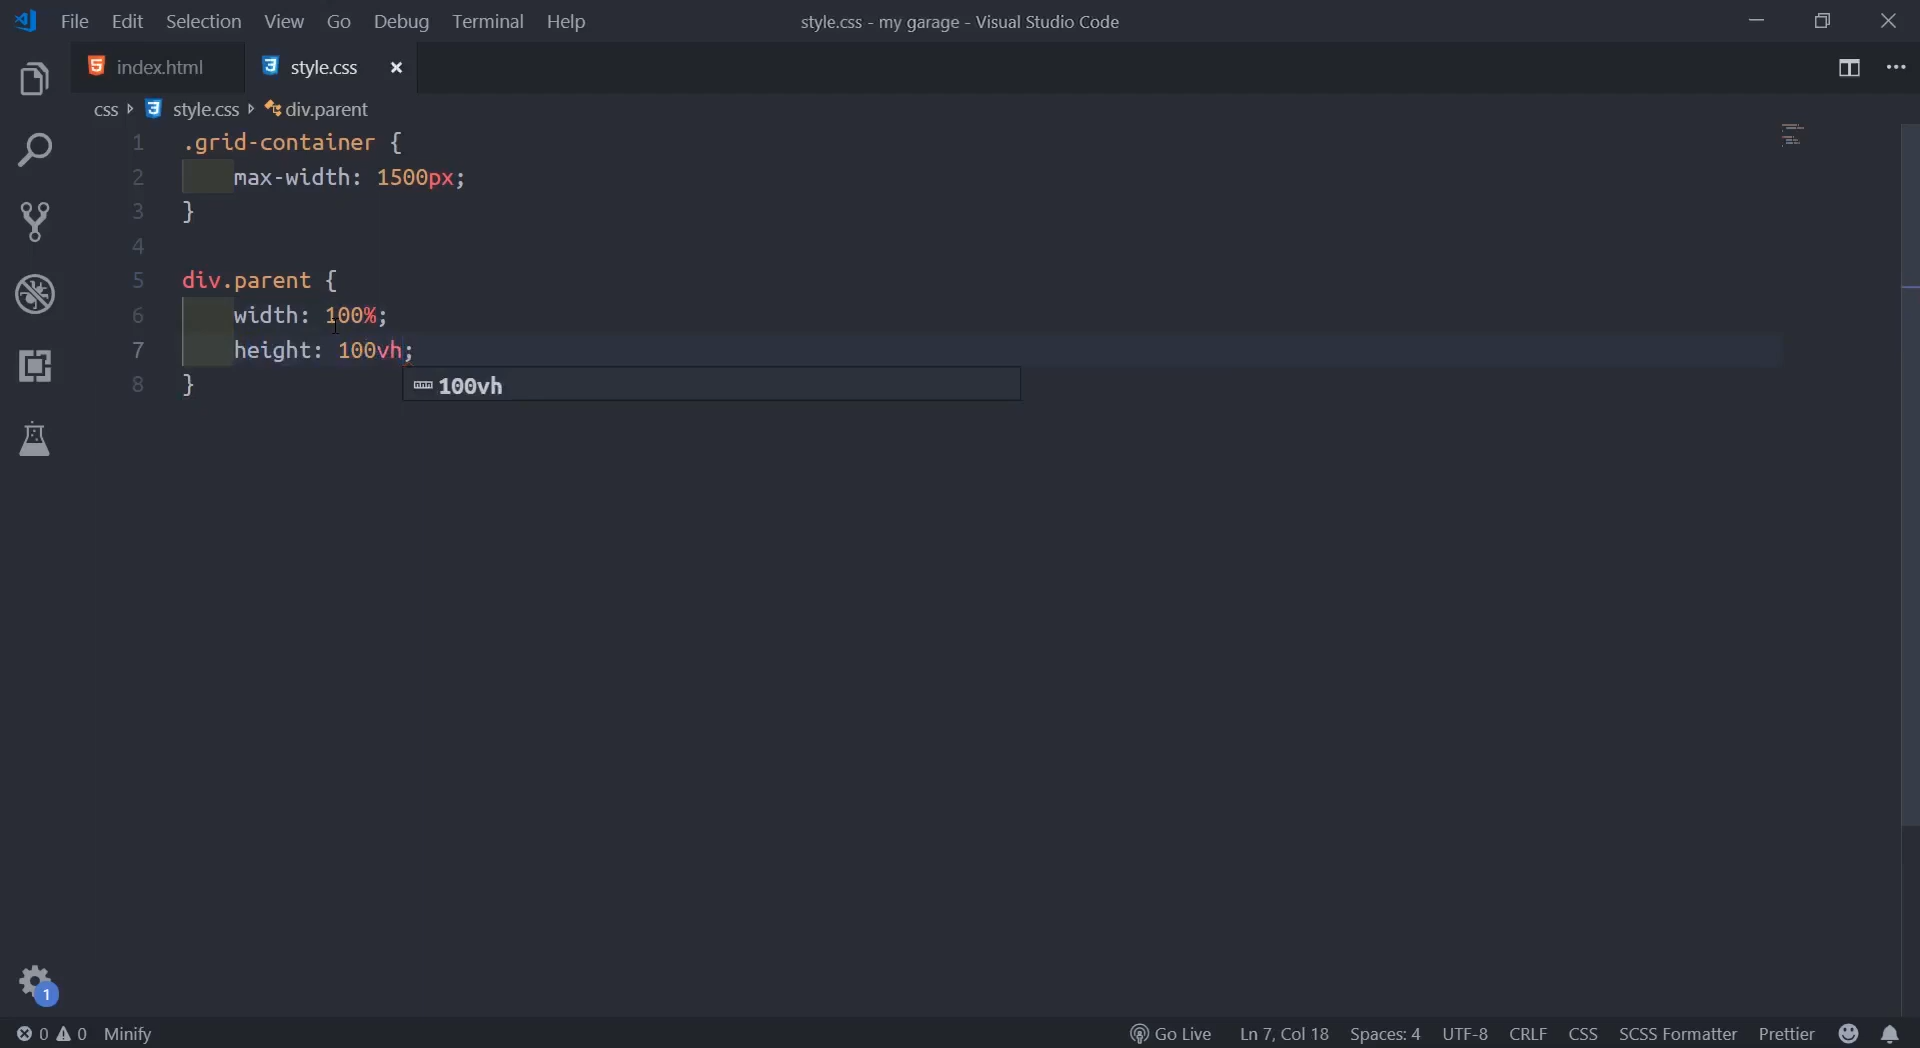 File Edit Selection View Go Debug Terminal Help style.css - my garage - Visual Studio Code
index.html style.css
css style.css div.parent
1 .grid-container {
2 max-width: 1500px;
3 }
4
5 div.parent {
6 width: 100%;
7 height: 100vh;
100vh
8 }
1
0 0 Minify Go Live Ln 7, Col 18 Spaces: 4 UTF-8 CRLF CSS SCSS Formatter Prettier